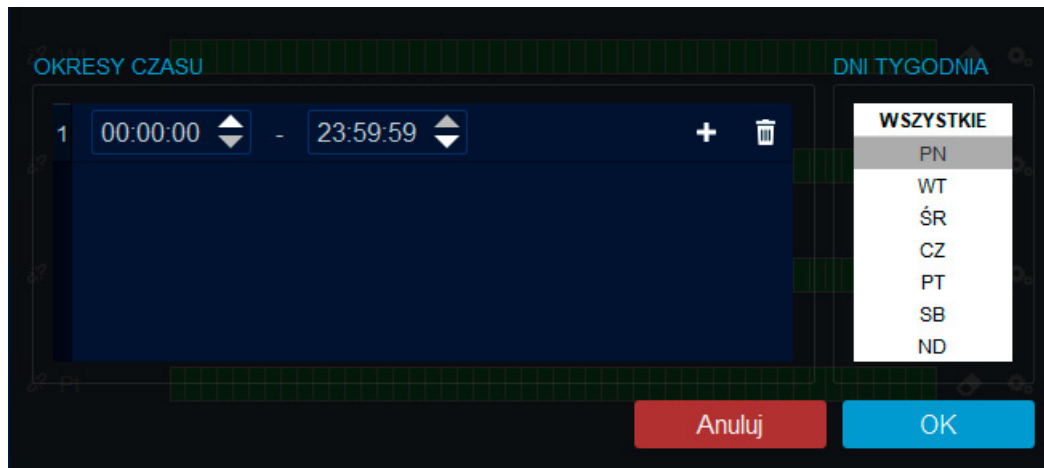 OKRESY CZASU
DNI TYGODNIA
1 00:00:00 - 23:59:59
WSZYSTKIE
PN
WT
ŚR
CZ
PT
SB
ND
Anuluj
OK